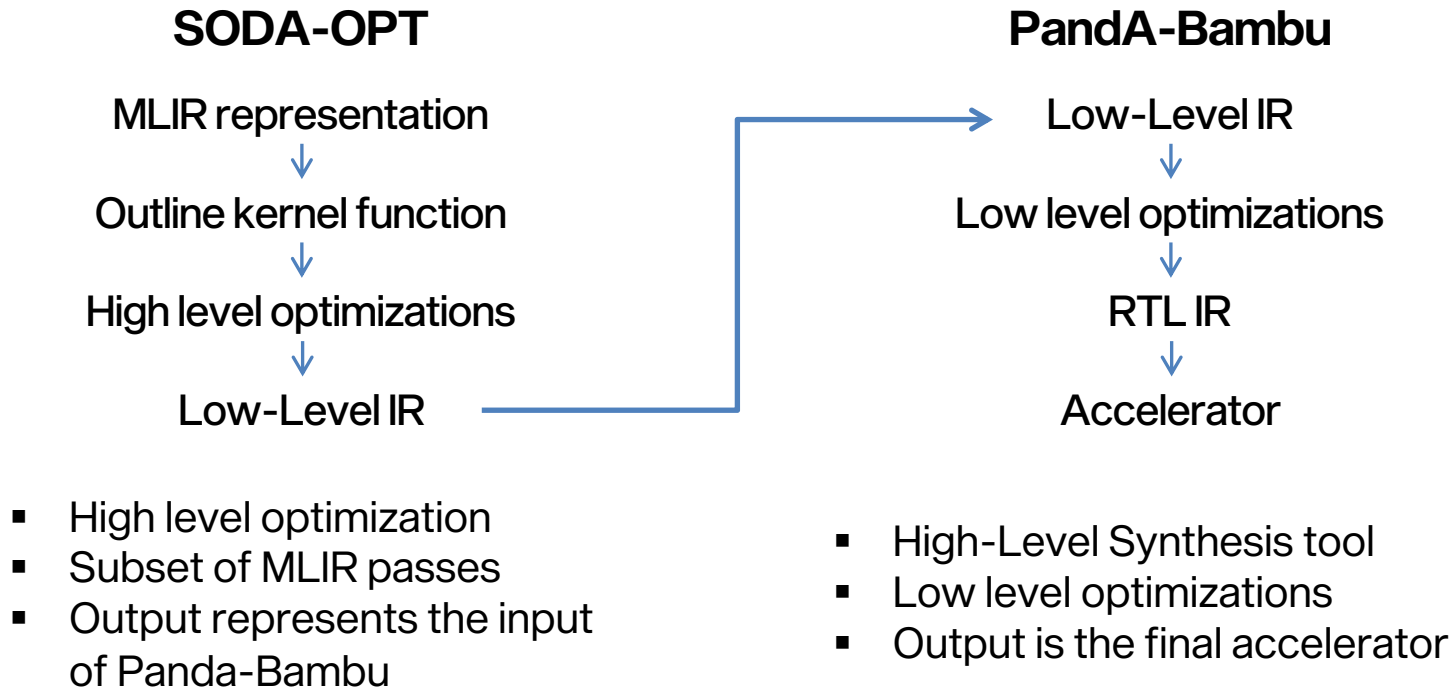 SODA-OPT
MLIR representation
Outline kernel function
High level optimizations
Low-Level IR
▪ High level optimization
▪ Subset of MLIR passes
▪ Output represents the input
of Panda-Bambu
PandA-Bambu
Low-Level IR
Low level optimizations
RTL IR
Accelerator
▪ High-Level Synthesis tool
▪ Low level optimizations
▪ Output is the final accelerator